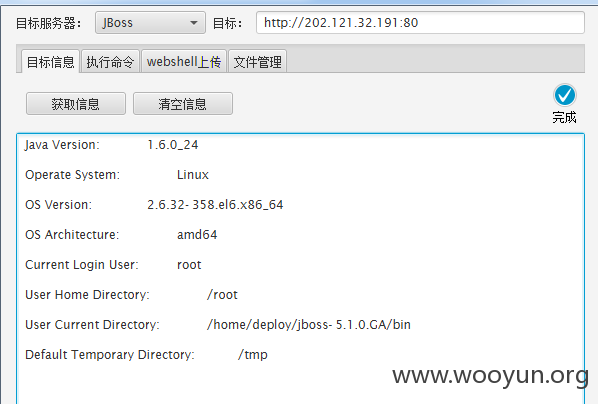 目标服务器： JBoss 目标： http://202.121.32.191:80
目标信息 执行命令 webshell上传 文件管理
获取信息 清空信息
完成
Java Version: 1.6.0_24
Operate System: Linux
OS Version: 2.6.32-358.el6.x86_64
OS Architecture: amd64
Current Login User: root
User Home Directory: /root
User Current Directory: /home/deploy/jboss-5.1.0.GA/bin
Default Temporary Directory: /tmp
www.wooyun.org